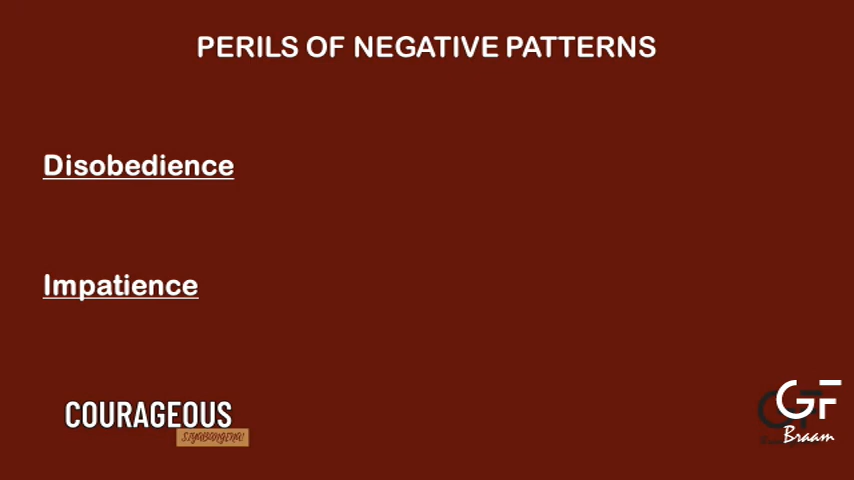 PERILS OF NEGATIVE PATTERNS
Disobedience
Impatience
COURAGEOUS
GF
Braam